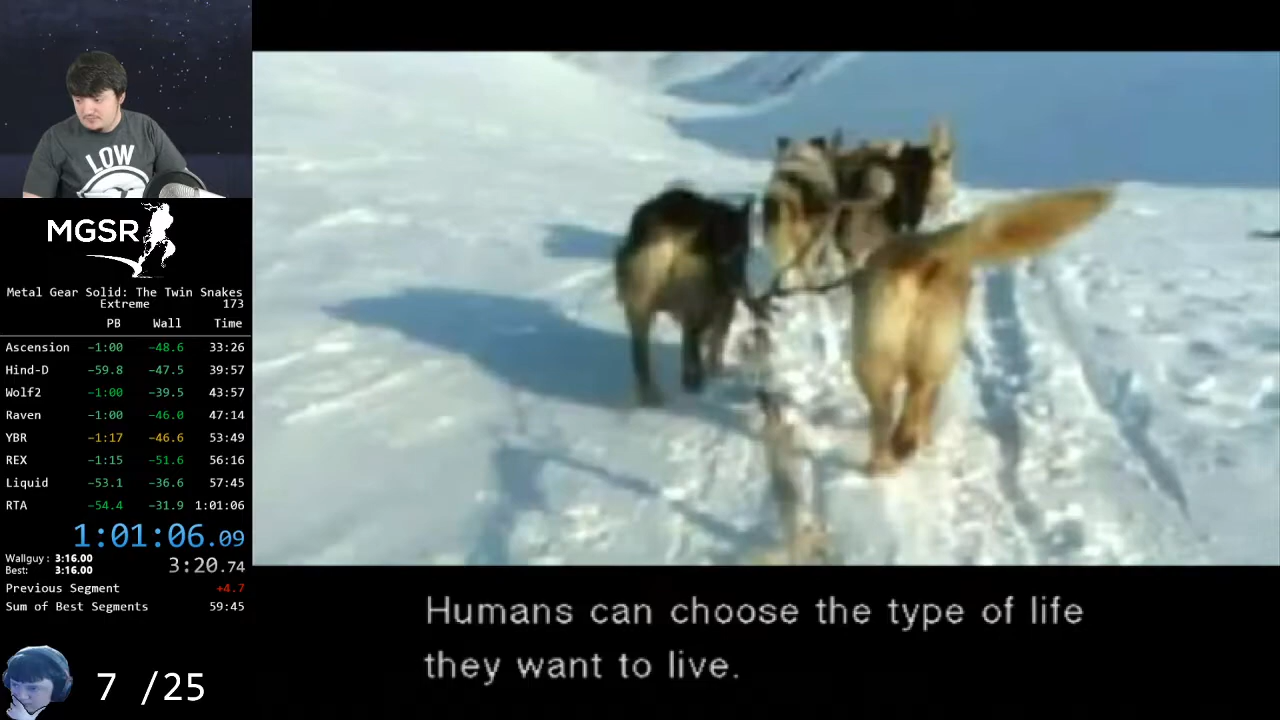 LOW
MGSR
Metal Gear Solid: The Twin Snakes
Extreme 173
PB Wall Time
Ascension -1:00 -48.6 33:26
Hind-D -59.8 -47.5 39:57
Wolf2 -1:00 -39.5 43:57
Raven -1:00 -46.0 47:14
YBR -1:17 -46.6 53:49
REX -1:15 -51.6 56:16
Liquid -53.1 -36.6 57:45
RTA -54.4 -31.9 1:01:06
1:01:06.09
Wallguy: 3:16.00
Best: 3:16.00
3:20.74
Previous Segment +4.7
Sum of Best Segments 59:45
7 /25
Humans can choose the type of life
they want to live.